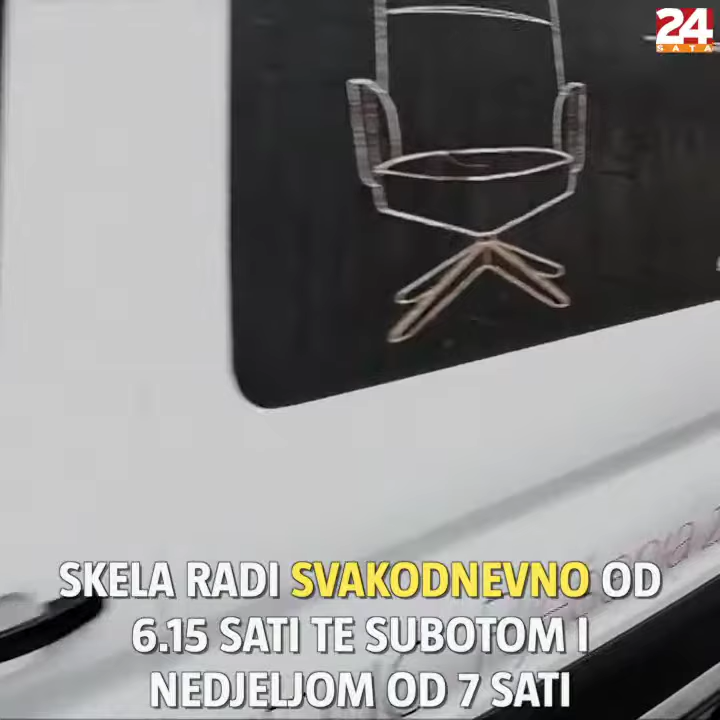 24
SATA
SKELA RADI SVAKODNEVNO OD
6.15 SATI TE SUBOTOM I
NEDJELJOM OD 7 SATI